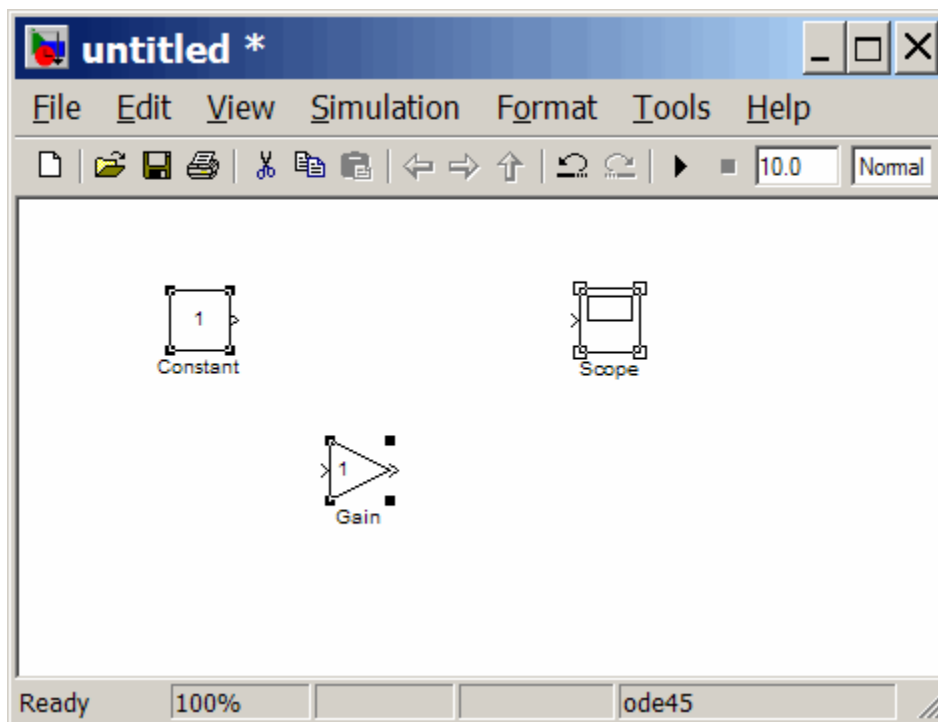 untitled *
File Edit View Simulation Format Tools Help
10.0 Normal
1
Constant
Scope
1
Gain
Ready 100% ode45